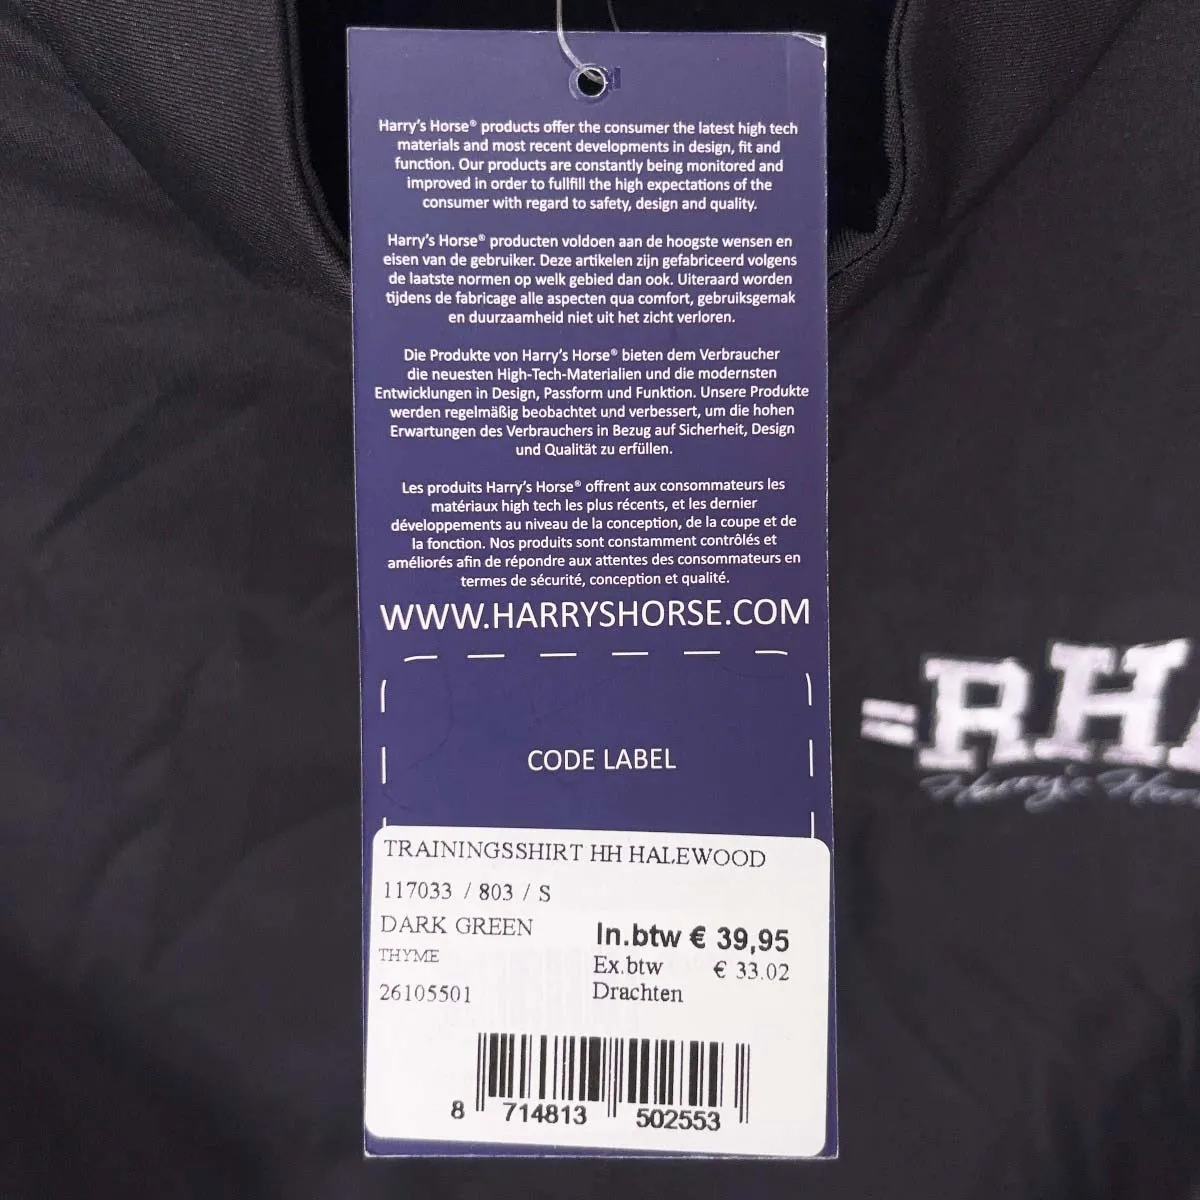 Harry's Horse® products offer the consumer the latest high tech
materials and most recent developments in design, fit and
function. Our products are constantly being monitored and
improved in order to fullfill the high expectations of the
consumer with regard to safety, design and quality.
Harry's Horse® producten voldoen aan de hoogste wensen en
eisen van de gebruiker. Deze artikelen zijn gefabriceerd volgens
de laatste normen op welk gebied dan ook. Uiteraard worden
tijdens de fabricage alle aspecten qua comfort, gebruiksgemak
en duurzaamheid niet uit het zicht verloren.
Die Produkte von Harry's Horse® bieten dem Verbraucher
die neuesten High-Tech-Materialien und die modernsten
Entwicklungen in Design, Passform und Funktion. Unsere Produkte
werden regelmäßig beobachtet und verbessert, um die hohen
Erwartungen des Verbrauchers in Bezug auf Sicherheit, Design
und Qualität zu erfüllen.
Les produits Harry's Horse® offrent aux consommateurs les
matériaux high tech les plus récents, et les dernier
développements au niveau de la conception, de la coupe et de
la fonction. Nos produits sont constamment contrôlés et
améliorés afin de répondre aux attentes des consommateurs en
termes de sécurité, conception et qualité.
WWW.HARRYSHORSE.COM
CODE LABEL
TRAININGSSHIRT HH HALEWOOD
117033 / 803 / S
DARK GREEN
THYME
In.btw € 39,95
Ex.btw € 33.02
26105501
Drachten
8 714813 502553
=RH
Harry's